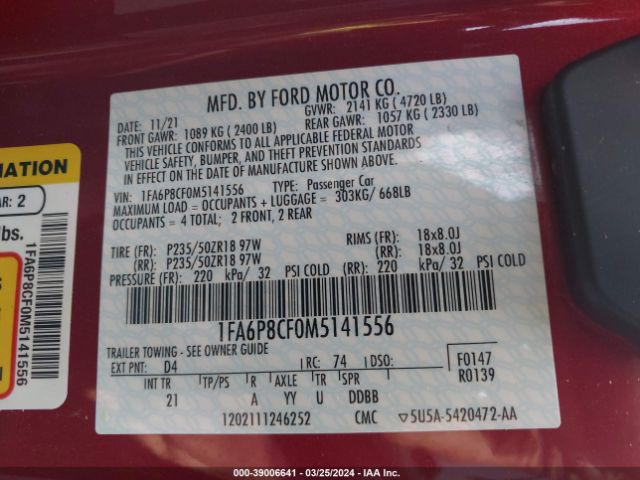 MFD. BY FORD MOTOR CO.
DATE: 11/21 GVWR: 2141 KG ( 4720 LB)
FRONT GAWR: 1089 KG ( 2400 LB) REAR GAWR: 1057 KG ( 2330 LB)
THIS VEHICLE CONFORMS TO ALL APPLICABLE FEDERAL MOTOR
VEHICLE SAFETY, BUMPER, AND THEFT PREVENTION STANDARDS
IN EFFECT ON THE DATE OF MANUFACTURE SHOWN ABOVE
VIN: 1FA6P8CF0M5141556 TYPE: Passenger Car
MAXIMUM LOAD = OCCUPANTS + LUGGAGE = 303KG/ 668LB
OCCUPANTS = 4 TOTAL; 2 FRONT, 2 REAR
TIRE (FR): P235/50ZR18 97W RIMS (FR): 18x8.0J
(RR): P235/50ZR18 97W (RR): 18x8.0J
PRESSURE (FR): 220 kPa/ 32 PSI COLD (RR): 220 kPa/ 32 PSI COLD
1FA6P8CF0M5141556
TRAILER TOWING - SEE OWNER GUIDE
EXT PNT: D4 RC: 74 DSO: F0147
R0139
INT TR TP/PS R AXLE TR SPR
21 A YY U DDBB
1202111246252 CMC 5U5A-5420472-AA
MATION
AR: 2
lbs.
1FA6P8CF0M5141556
000-39006641 - 03/25/2024 - IAA Inc.